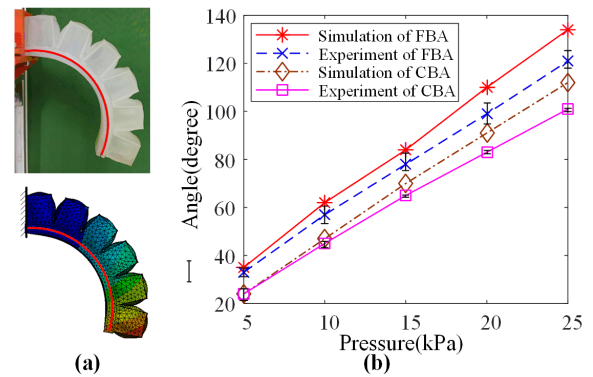 140
120
100
80
60
40
20
Angle(degree)
Simulation of FBA
Experiment of FBA
Simulation of CBA
Experiment of CBA
5 10 15 20 25
Pressure(kPa)
(a) (b)